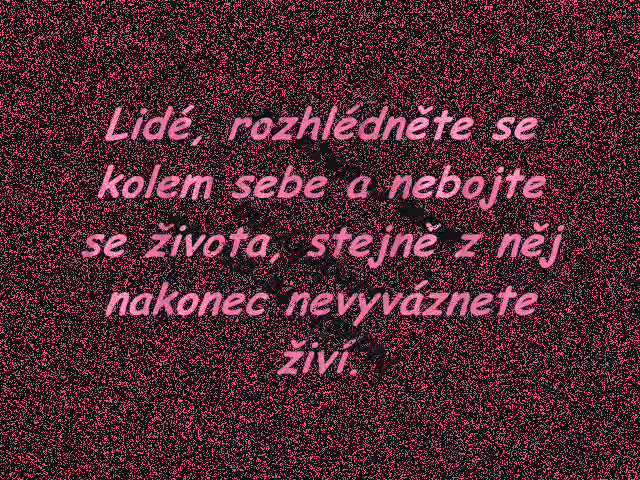 Lidé, rozhlédněte se
kolem sebe a nebojte
se života, stejně z něj
nakonec nevyváznete
živí.